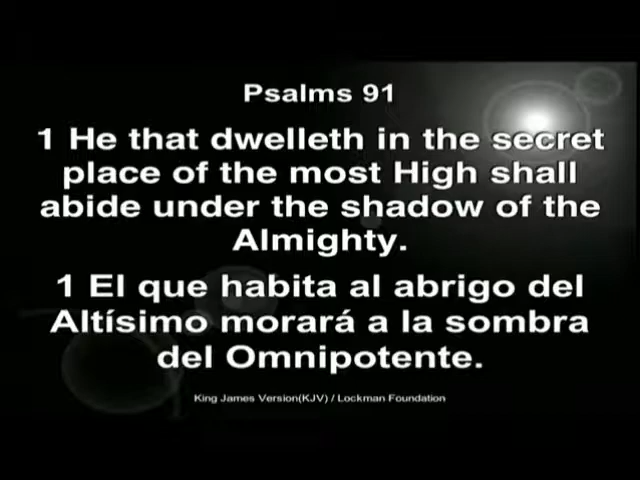 Psalms 91
1 He that dwelleth in the secret
place of the most High shall
abide under the shadow of the
Almighty.
1 El que habita al abrigo del
Altísimo morará a la sombra
del Omnipotente.
King James Version(KJV) / Lockman Foundation